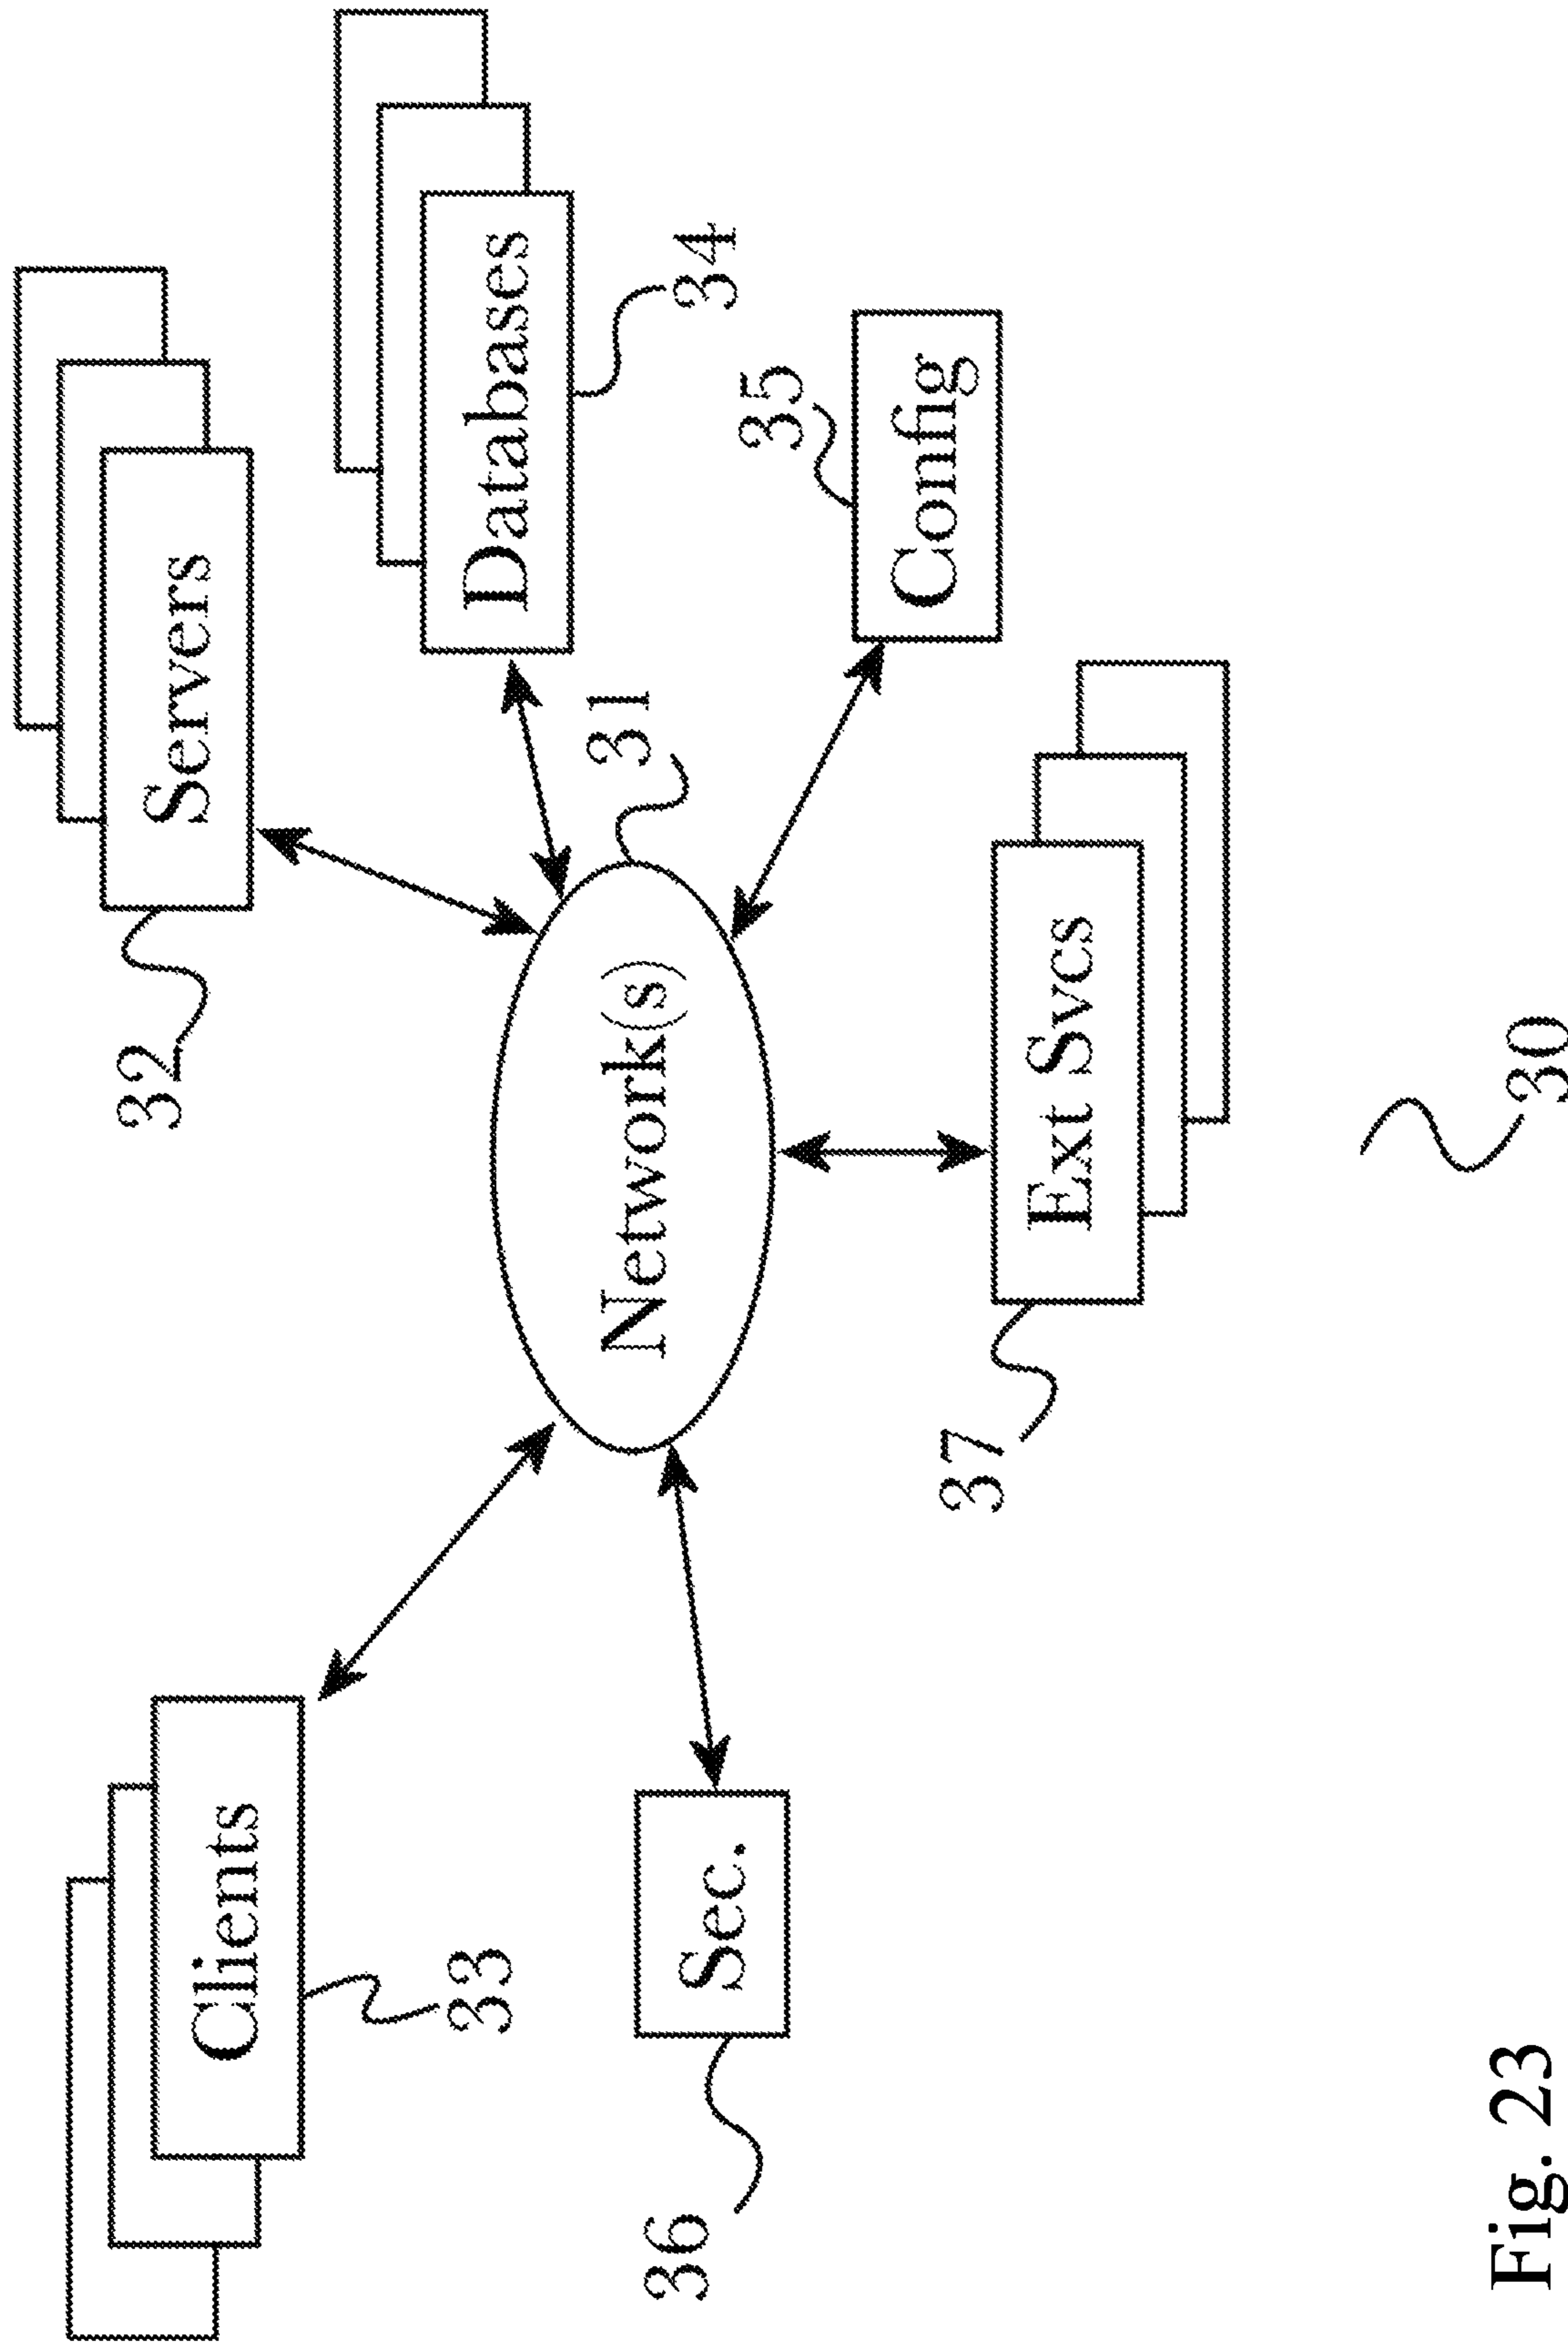 Clients
33
32
Servers
Databases
34
Network(s)
31
36
Sec.
35
Config
37
Ext Svcs
30
Fig. 23